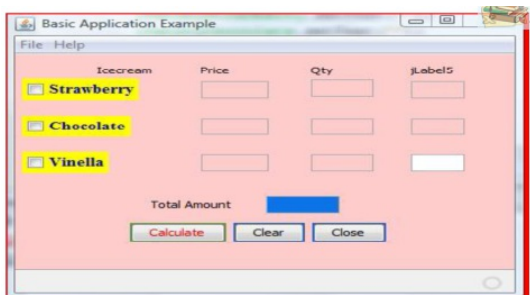 Basic Application Example
File Help
Icecream Price Qty jLabel5
Strawberry
Chocolate
Vinella
Total Amount
Calculate Clear Close